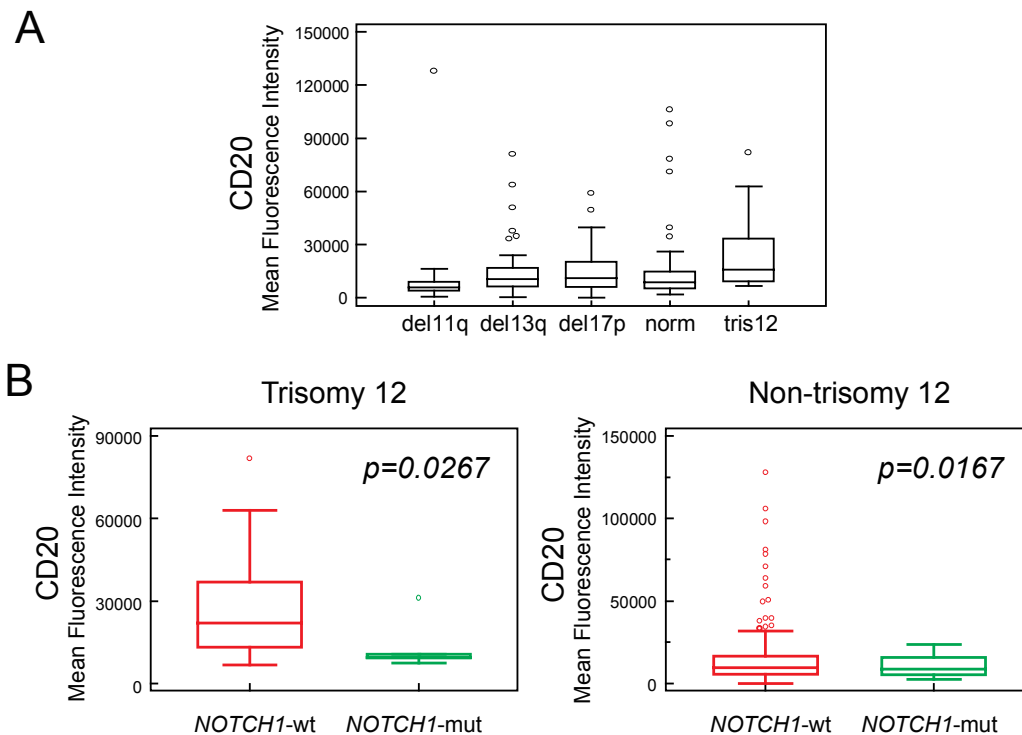 A
CD20
Mean Fluorescence Intensity
150000
120000
90000
60000
30000
0
del11q del13q del17p norm tris12
B
Trisomy 12
CD20
Mean Fluorescence Intensity
90000
60000
30000
0
p=0.0267
NOTCH1-wt NOTCH1-mut
Non-trisomy 12
CD20
Mean Fluorescence Intensity
150000
100000
50000
0
p=0.0167
NOTCH1-wt NOTCH1-mut